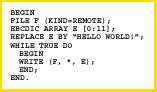 BEGIN
FILE F (KIND=REMOTE);
EBCDIC ARRAY E [0:11];
REPLACE E BY "HELLO WORLD!";
WHILE TRUE DO
BEGIN
WRITE (F, *, E);
END;
END.